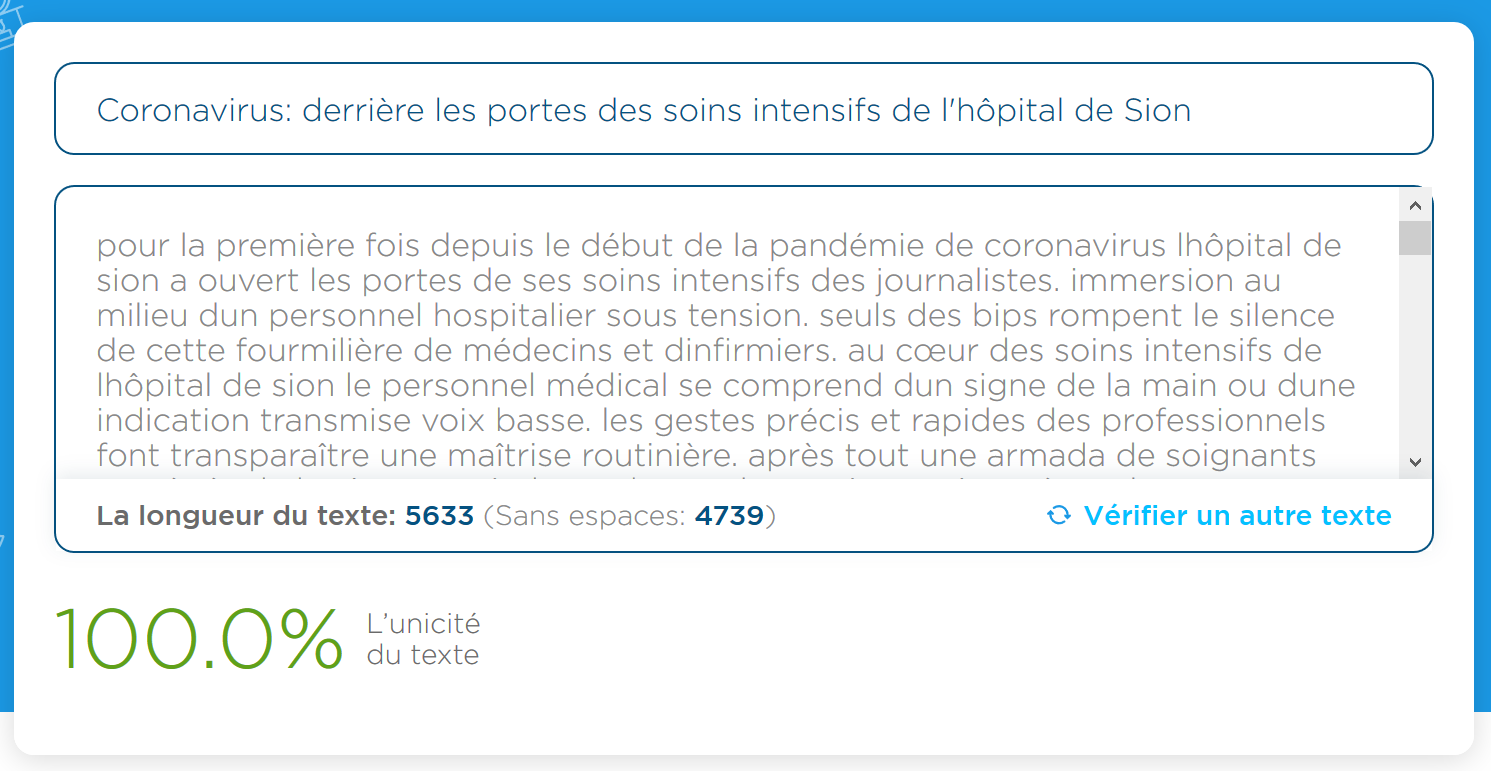 Coronavirus: derrière les portes des soins intensifs de l'hôpital de Sion
pour la première fois depuis le début de la pandémie de coronavirus lhôpital de
sion a ouvert les portes de ses soins intensifs des journalistes. immersion au
milieu dun personnel hospitalier sous tension. seuls des bips rompent le silence
de cette fourmilière de médecins et dinfirmiers. au cœur des soins intensifs de
lhôpital de sion le personnel médical se comprend dun signe de la main ou dune
indication transmise voix basse. les gestes précis et rapides des professionnels
font transparaître une maîtrise routinière. après tout une armada de soignants
La longueur du texte: 5633 (Sans espaces: 4739)
Vérifier un autre texte
100.0%
L’unicité
du texte